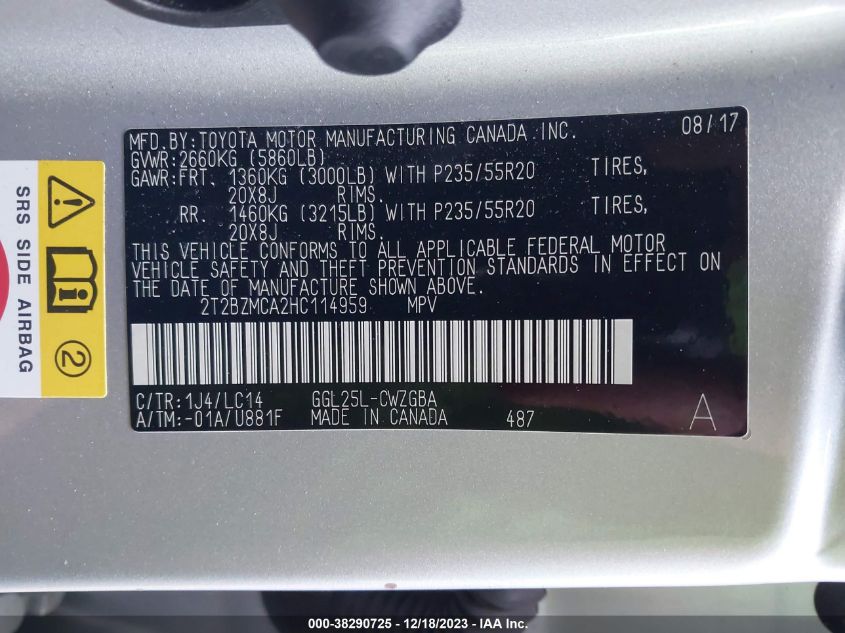 MFD.BY:TOYOTA MOTOR MANUFACTURING CANADA INC. 08/17
GVWR:2660KG (5860LB)
GAWR:FRT. 1360KG (3000LB) WITH P235/55R20 TIRES,
20X8J RIMS.
RR. 1460KG (3215LB) WITH P235/55R20 TIRES,
20X8J RIMS.
THIS VEHICLE CONFORMS TO ALL APPLICABLE FEDERAL MOTOR
VEHICLE SAFETY AND THEFT PREVENTION STANDARDS IN EFFECT ON
THE DATE OF MANUFACTURE SHOWN ABOVE.
2T2BZMCA2HC114959 MPV
C/TR:1J4/LC14 GGL25L-CWZGBA
A/TM:-01A/U881F MADE IN CANADA 487 A
SRS SIDE AIRBAG
2
000-38290725 - 12/18/2023 - IAA Inc.